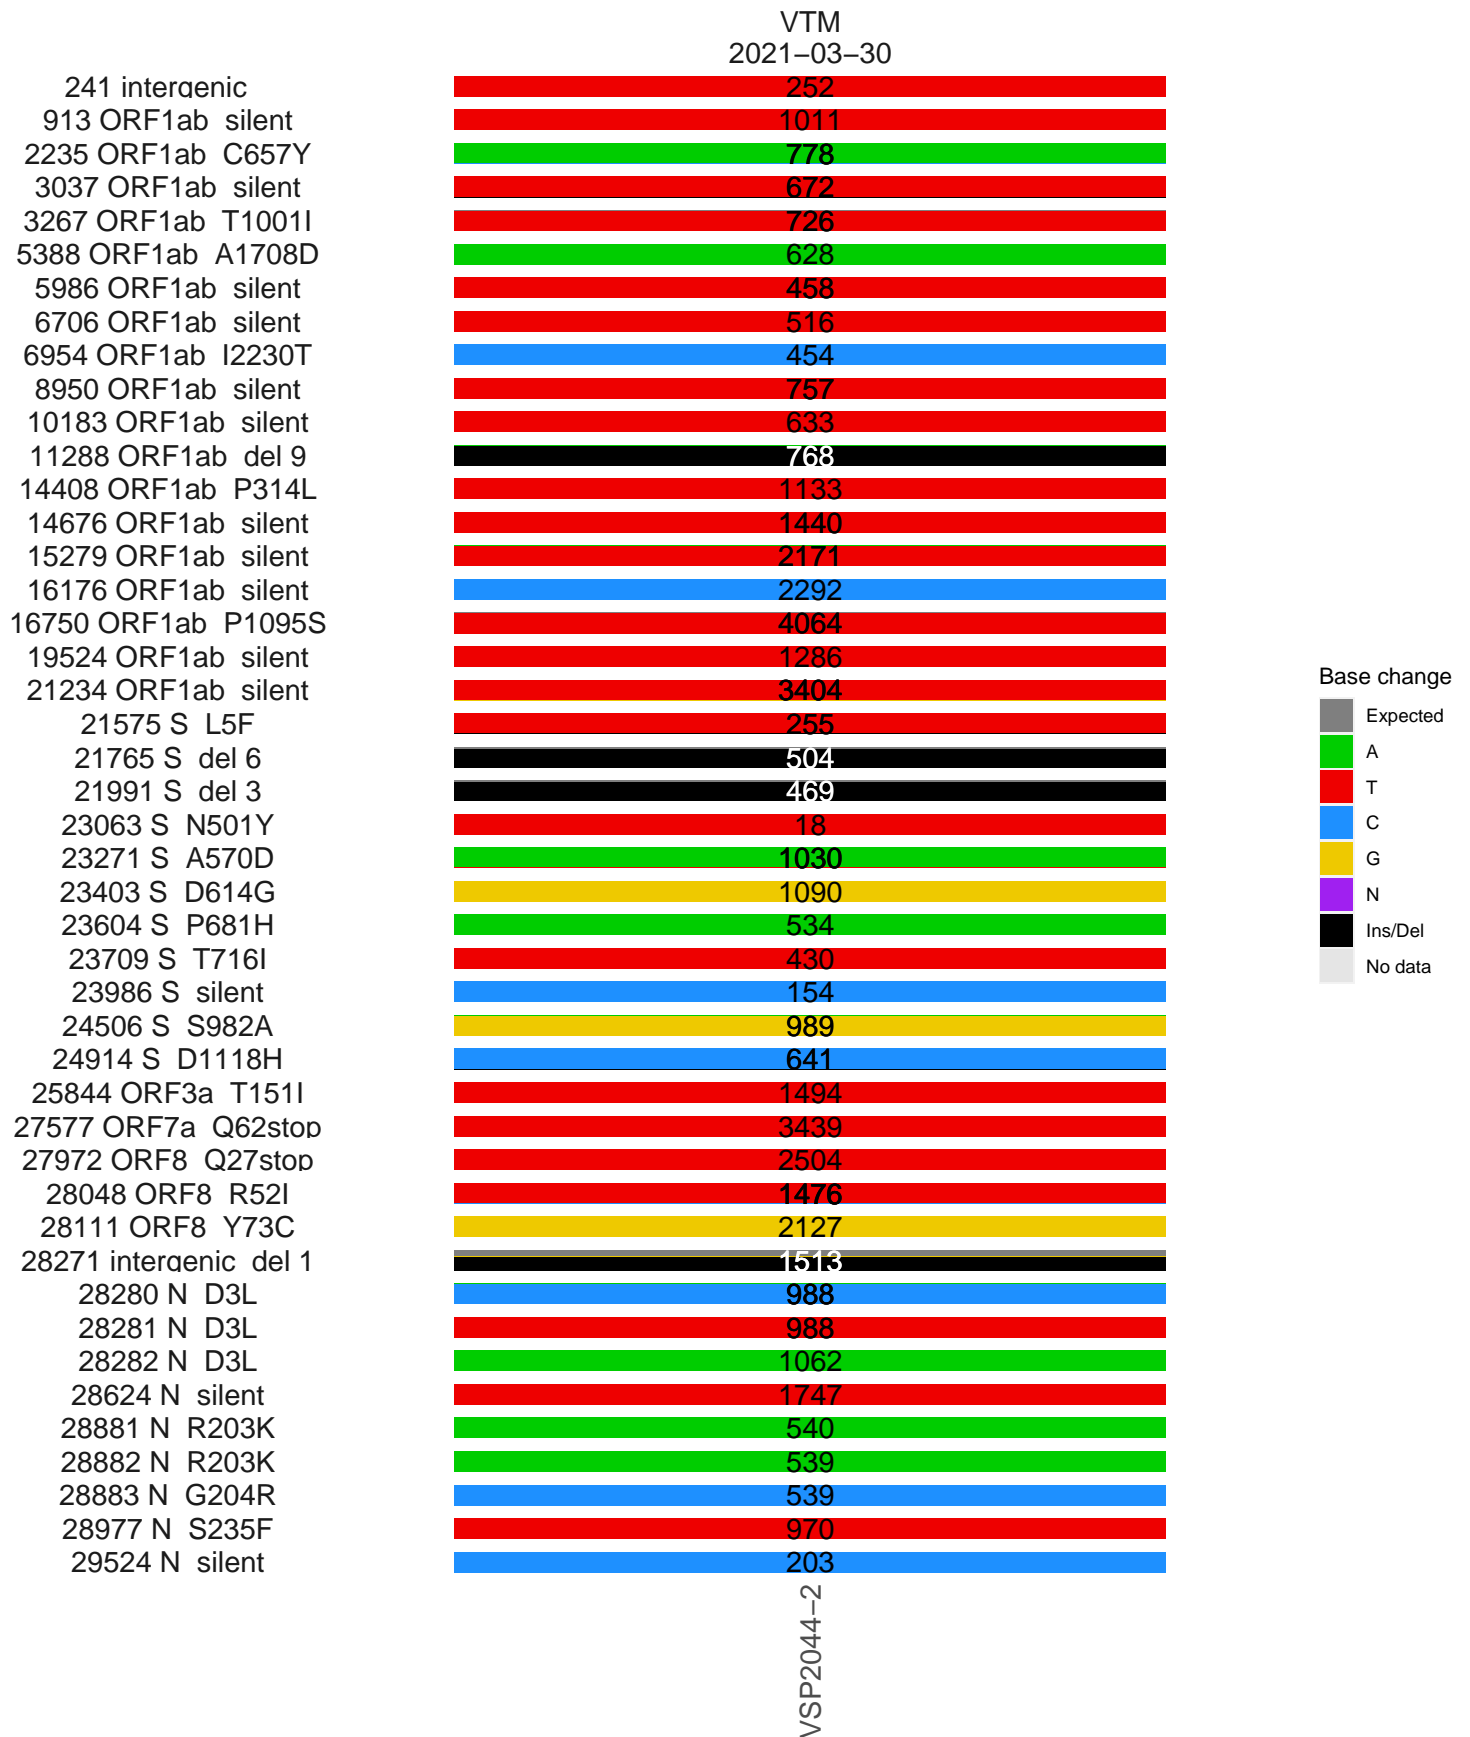 VTM
2021−03−30
241 intergenic 252
913 ORF1ab silent 1011
2235 ORF1ab C657Y 778
3037 ORF1ab silent 672
3267 ORF1ab T1001I 726
5388 ORF1ab A1708D 628
5986 ORF1ab silent 458
6706 ORF1ab silent 516
6954 ORF1ab I2230T 454
8950 ORF1ab silent 757
10183 ORF1ab silent 633
11288 ORF1ab del 9 768
14408 ORF1ab P314L 1133
14676 ORF1ab silent 1440
15279 ORF1ab silent 2171
16176 ORF1ab silent 2292
16750 ORF1ab P1095S 4064
19524 ORF1ab silent 1286
21234 ORF1ab silent 3404
21575 S L5F 255
21765 S del 6 504
21991 S del 3 469
23063 S N501Y 18
23271 S A570D 1030
23403 S D614G 1090
23604 S P681H 534
23709 S T716I 430
23986 S silent 154
24506 S S982A 989
24914 S D1118H 641
25844 ORF3a T151I 1494
27577 ORF7a Q62stop 3439
27972 ORF8 Q27stop 2504
28048 ORF8 R52I 1476
28111 ORF8 Y73C 2127
28271 intergenic del 1 1513
28280 N D3L 988
28281 N D3L 988
28282 N D3L 1062
28624 N silent 1747
28881 N R203K 540
28882 N R203K 539
28883 N G204R 539
28977 N S235F 970
29524 N silent 203
VSP2044−2
Base change
Expected
A
T
C
G
N
Ins/Del
No data